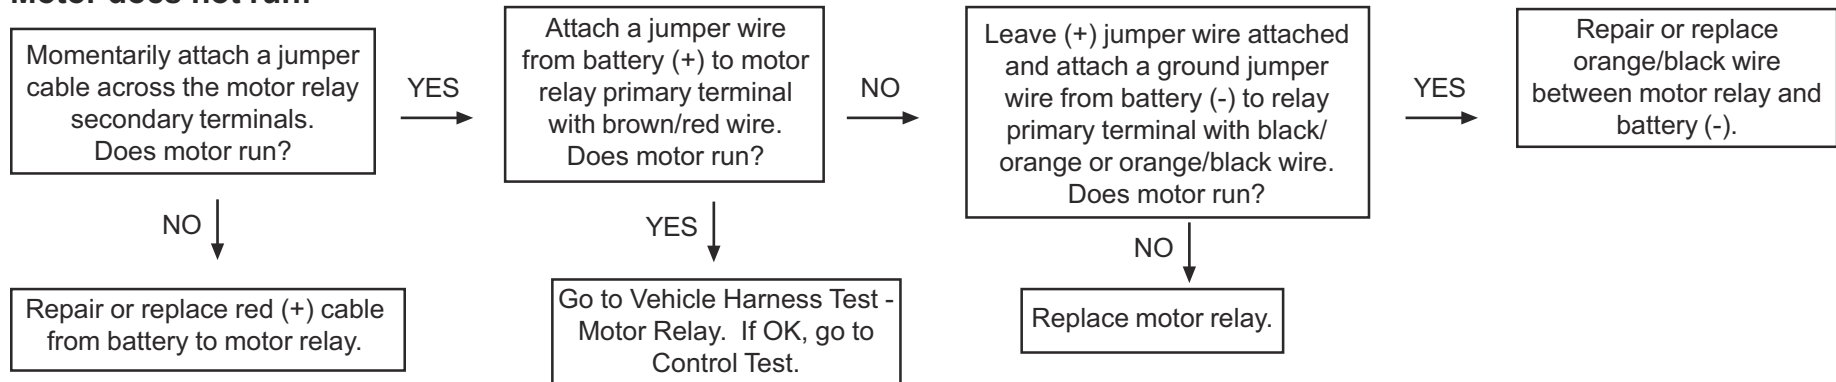 Motor does not run.
Momentarily attach a jumper
cable across the motor relay
secondary terminals.
Does motor run?
YES
NO
Repair or replace red (+) cable
from battery to motor relay.
Attach a jumper wire
from battery (+) to motor
relay primary terminal
with brown/red wire.
Does motor run?
NO
YES
Go to Vehicle Harness Test -
Motor Relay.  If OK, go to
Control Test.
Leave (+) jumper wire attached
and attach a ground jumper
wire from battery (-) to relay
primary terminal with black/
orange or orange/black wire.
Does motor run?
YES
NO
Replace motor relay.
Repair or replace
orange/black wire
between motor relay and
battery (-).